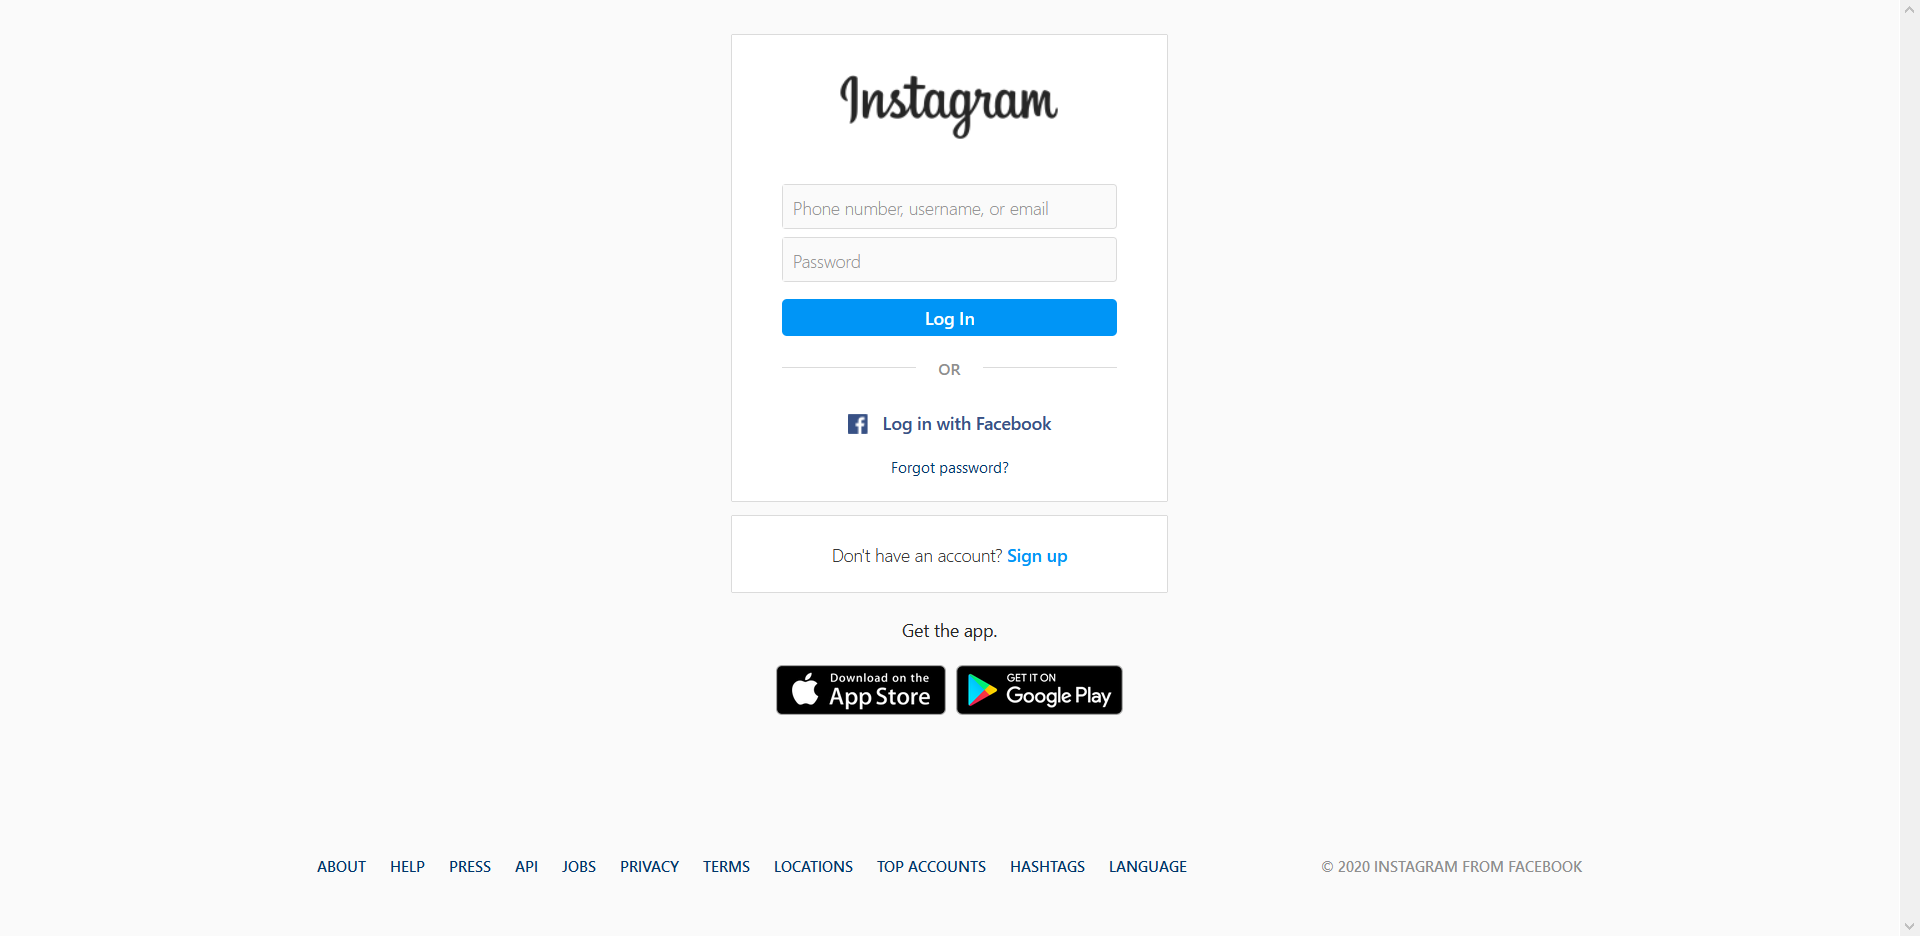 Instagram
Phone number, username, or email
Password
Log In
OR
Log in with Facebook
Forgot password?
Don't have an account? Sign up
Get the app.
Download on the
App Store
GET IT ON
Google Play
ABOUT HELP PRESS API JOBS PRIVACY TERMS LOCATIONS TOP ACCOUNTS HASHTAGS LANGUAGE © 2020 INSTAGRAM FROM FACEBOOK